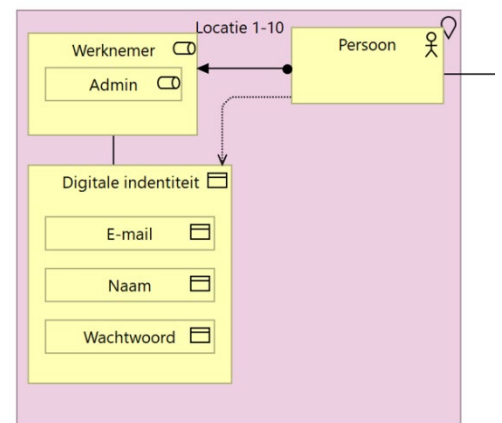 Locatie 1-10
Werknemer
Admin
Persoon
Digitale indentiteit
E-mail
Naam
Wachtwoord